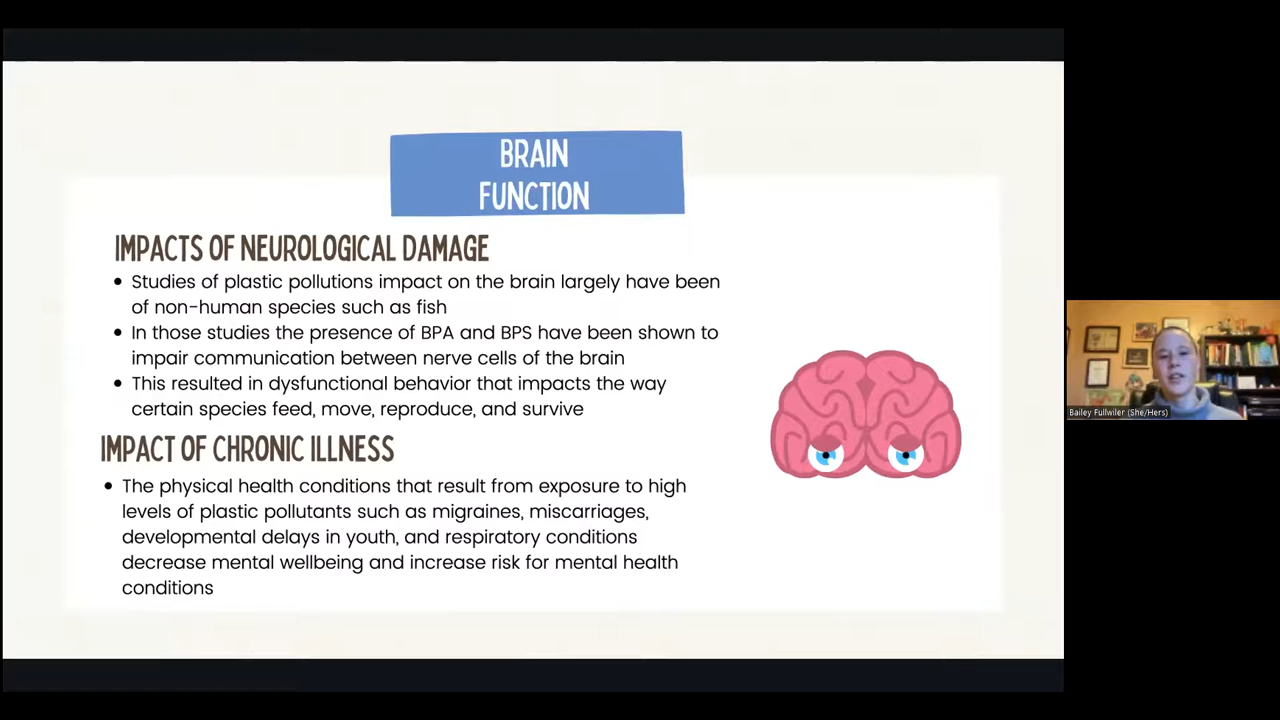 BRAIN
FUNCTION
IMPACTS OF NEUROLOGICAL DAMAGE
Studies of plastic pollutions impact on the brain largely have been
of non-human species such as fish
In those studies the presence of BPA and BPS have been shown to
impair communication between nerve cells of the brain
This resulted in dysfunctional behavior that impacts the way
certain species feed, move, reproduce, and survive
IMPACT OF CHRONIC ILLNESS
The physical health conditions that result from exposure to high
levels of plastic pollutants such as migraines, miscarriages,
developmental delays in youth, and respiratory conditions
decrease mental wellbeing and increase risk for mental health
conditions
Bailey Fullwiler (She/Hers)